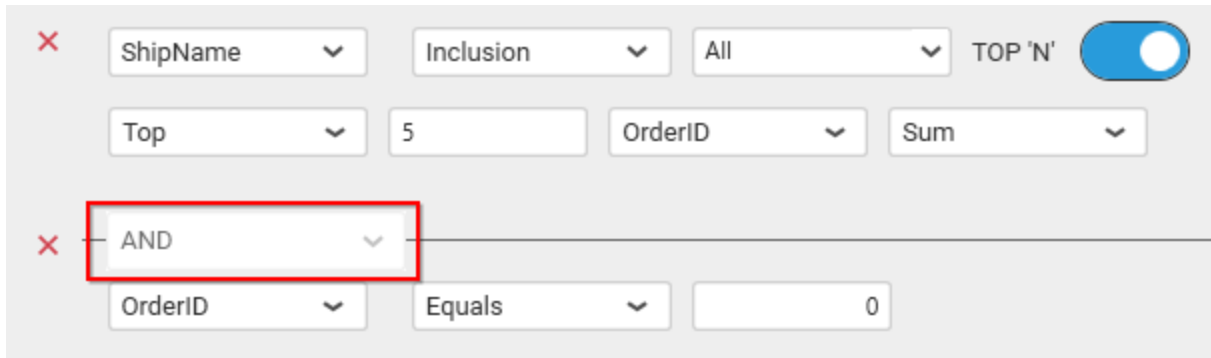 ShipName Inclusion All TOP 'N'
Top 5 OrderID Sum
AND
OrderID Equals 0